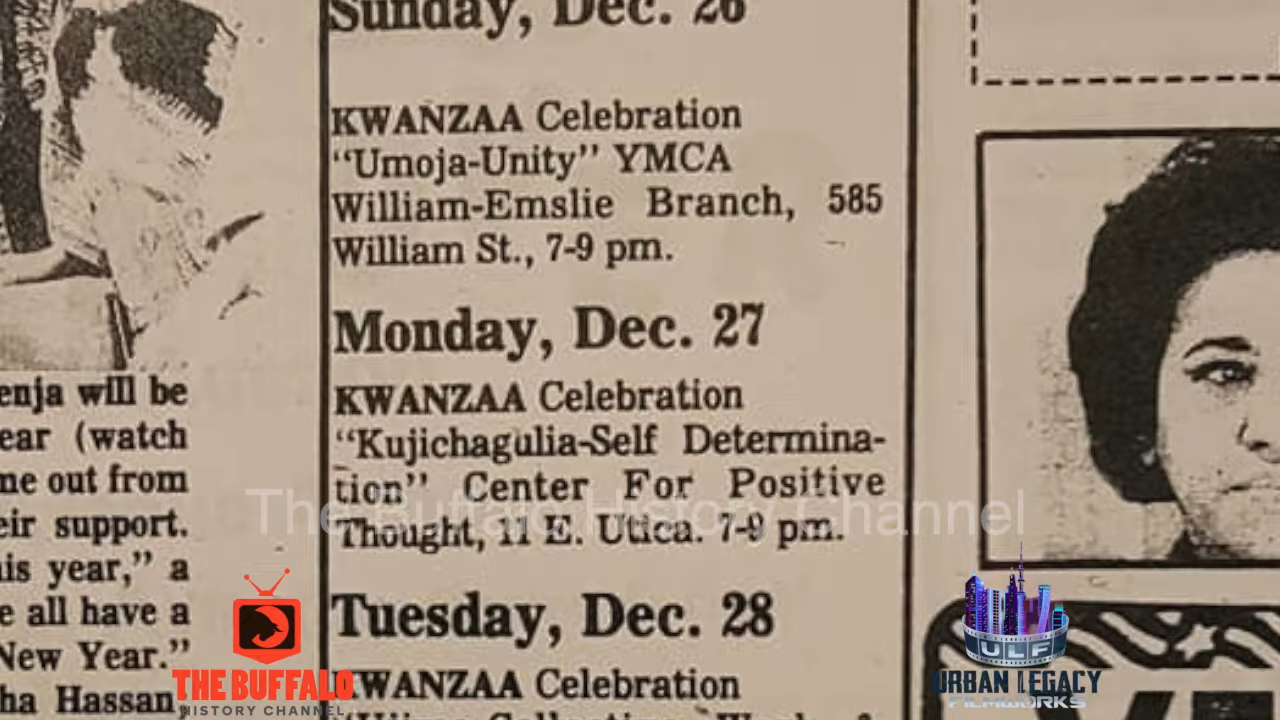 enja will be
ear (watch
me out from
eir support.
his year," a
e all have a
New Year."
ha Hassan,
Sunday, Dec. 26
KWANZAA Celebration
"Umoja-Unity" YMCA
William-Emslie Branch, 585
William St., 7-9 pm.
Monday, Dec. 27
KWANZAA Celebration
"Kujichagulia-Self Determina-
tion" Center For Positive
Thought, 11 E. Utica. 7-9 pm.
Tuesday, Dec. 28
KWANZAA Celebration
The Buffalo History Channel
THE BUFFALO
HISTORY CHANNEL
ULF
URBAN LEGACY
FILMWORKS